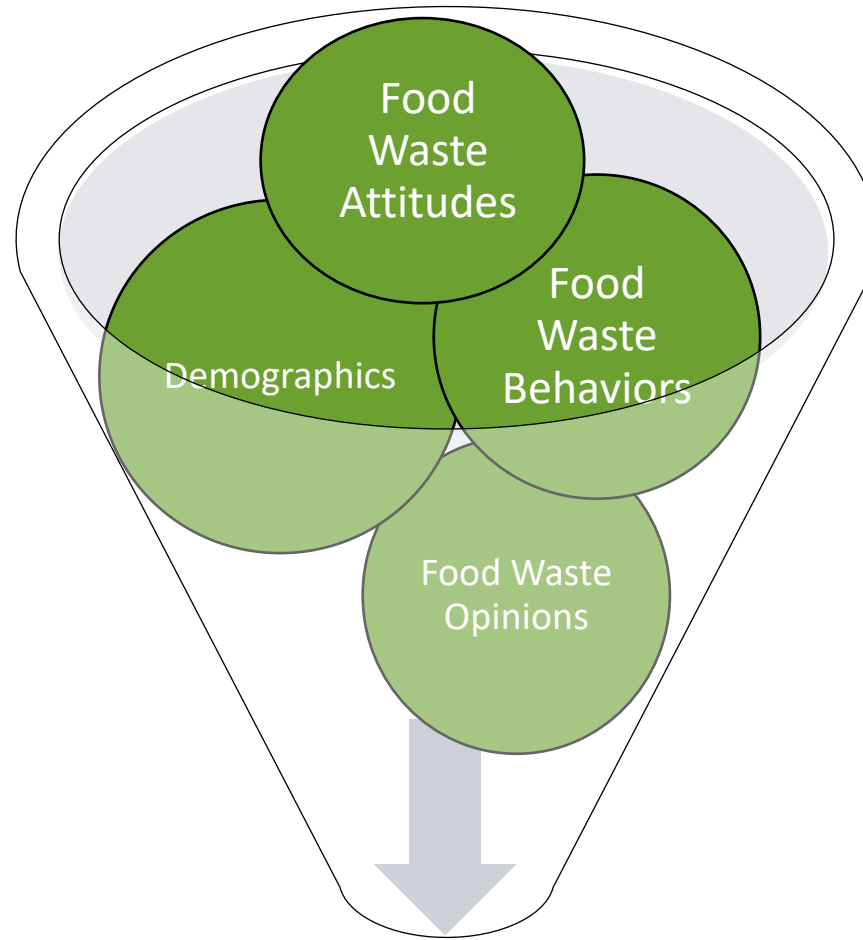 Food
Waste
Attitudes
Food
Waste
Behaviors
Demographics
Food Waste
Opinions